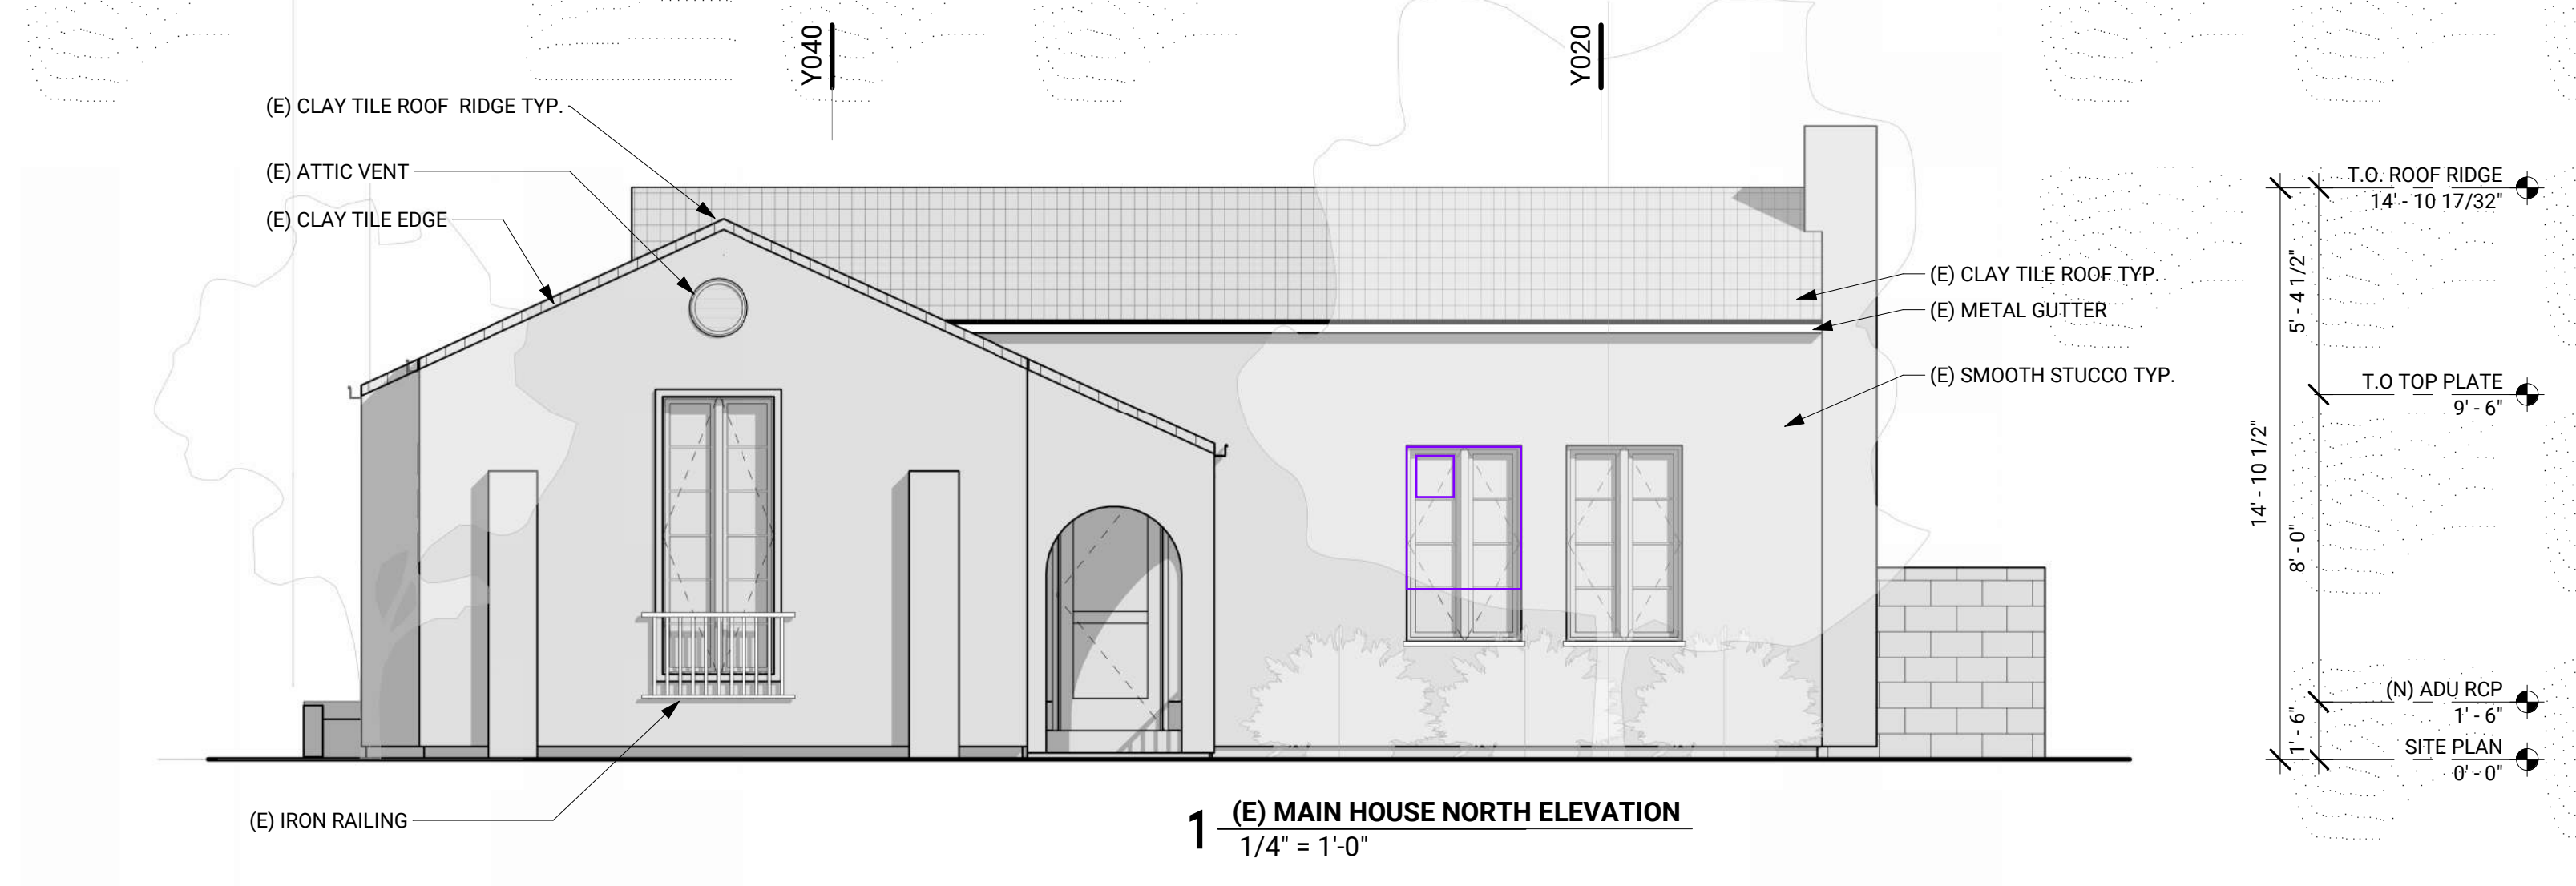 Y040
Y020
(E) CLAY TILE ROOF  RIDGE TYP.
(E) ATTIC VENT
(E) CLAY TILE EDGE
(E) CLAY TILE ROOF TYP.
(E) METAL GUTTER
(E) SMOOTH STUCCO TYP.
(E) IRON RAILING
T.O. ROOF RIDGE
14' - 10 17/32"
5' - 4 1/2"
T.O TOP PLATE
9' - 6"
14' - 10 1/2"
8' - 0"
(N) ADU RCP
1' - 6"
1' - 6"
SITE PLAN
0' - 0"
1 (E) MAIN HOUSE NORTH ELEVATION
1/4" = 1'-0"